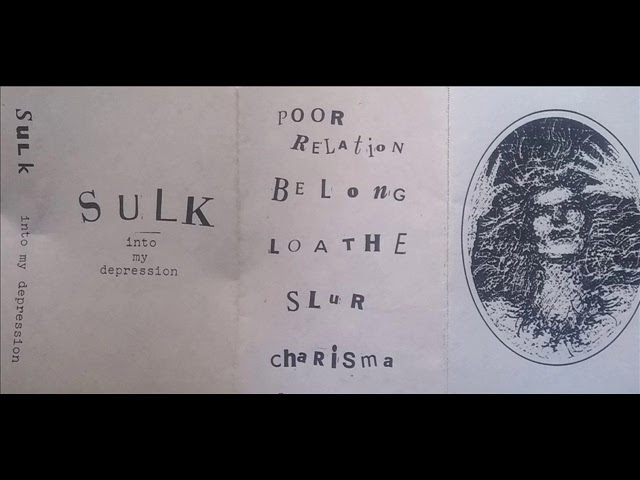 SULK into my depression
SULK
into
my
depression
POOR
RELAtioN
BELonG
LOATHE
SLuR
chaRiSma